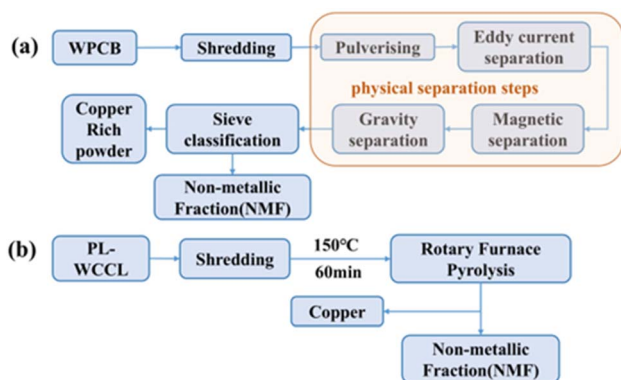 (a)
WPCB
Shredding
Pulverising
Eddy current
separation
physical separation steps
Copper
Rich
powder
Sieve
classification
Gravity
separation
Magnetic
separation
Non-metallic
Fraction(NMF)
(b)
PL-
WCCL
Shredding
150°C
60min
Rotary Furnace
Pyrolysis
Copper
Non-metallic
Fraction(NMF)